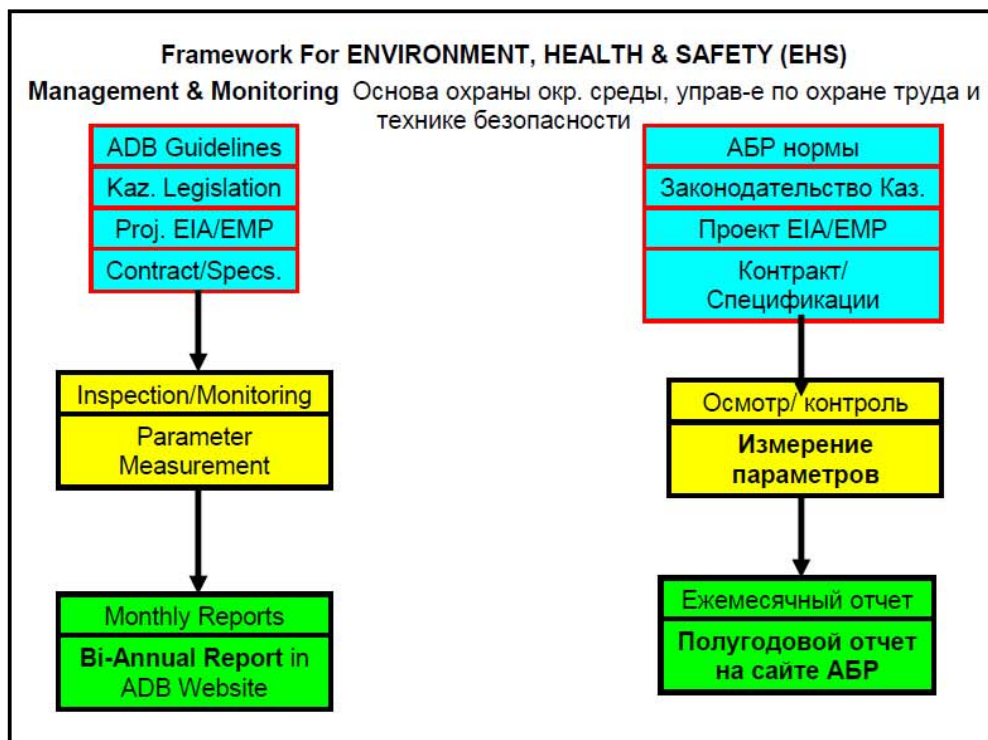 Framework For ENVIRONMENT, HEALTH & SAFETY (EHS)
Management & Monitoring Основа охраны окр. среды, управ-е по охране труда и
технике безопасности
ADB Guidelines
Kaz. Legislation
Proj. EIA/EMP
Contract/Specs.
Inspection/Monitoring
Parameter
Measurement
Monthly Reports
Bi-Annual Report in
ADB Website
АБР нормы
Законодательство Каз.
Проект EIA/EMP
Контракт/
Спецификации
Осмотр/ контроль
Измерение
параметров
Ежемесячный отчет
Полугодовой отчет
на сайте АБР